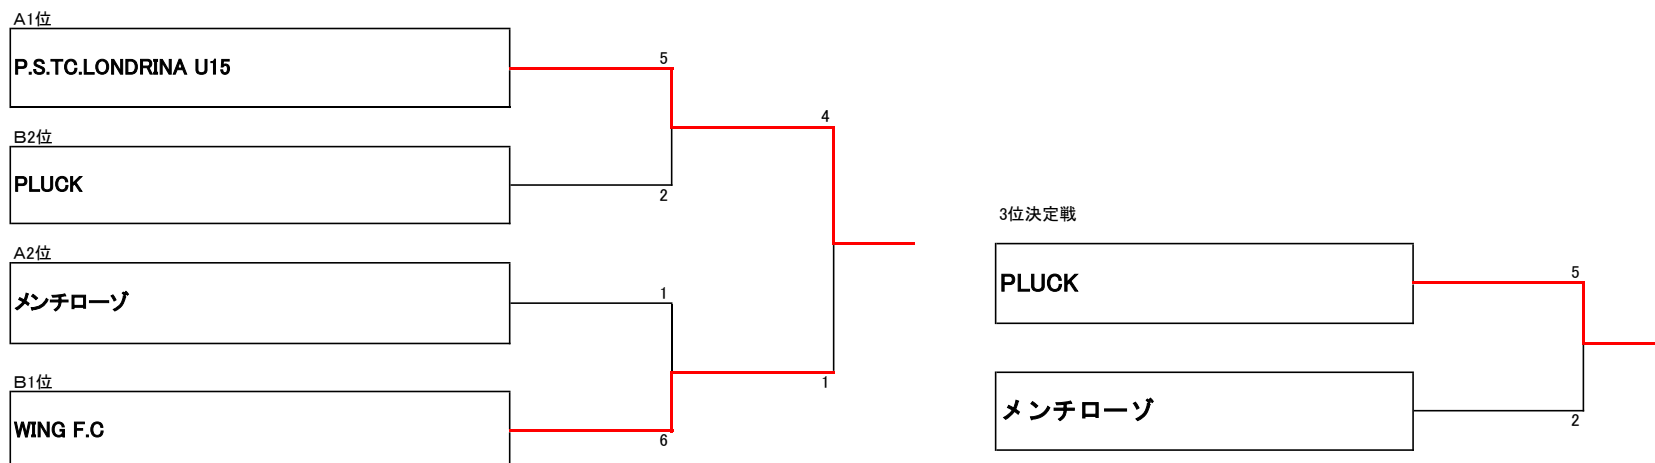 A1位
P.S.TC.LONDRINA U15
5
4
B2位
PLUCK
2
A2位
メンチローゾ
1
1
B1位
WING F.C
6
3位決定戦
PLUCK
5
メンチローゾ
2